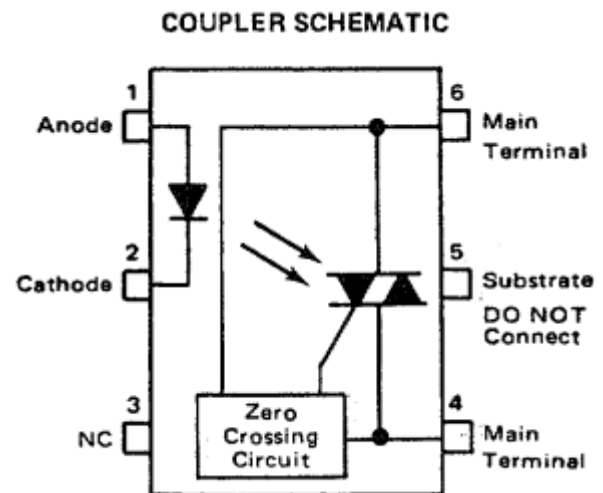 COUPLER SCHEMATIC
1
Anode
2
Cathode
3
NC
6
Main
Terminal
5
Substrate
DO NOT
Connect
4
Main
Terminal
Zero
Crossing
Circuit